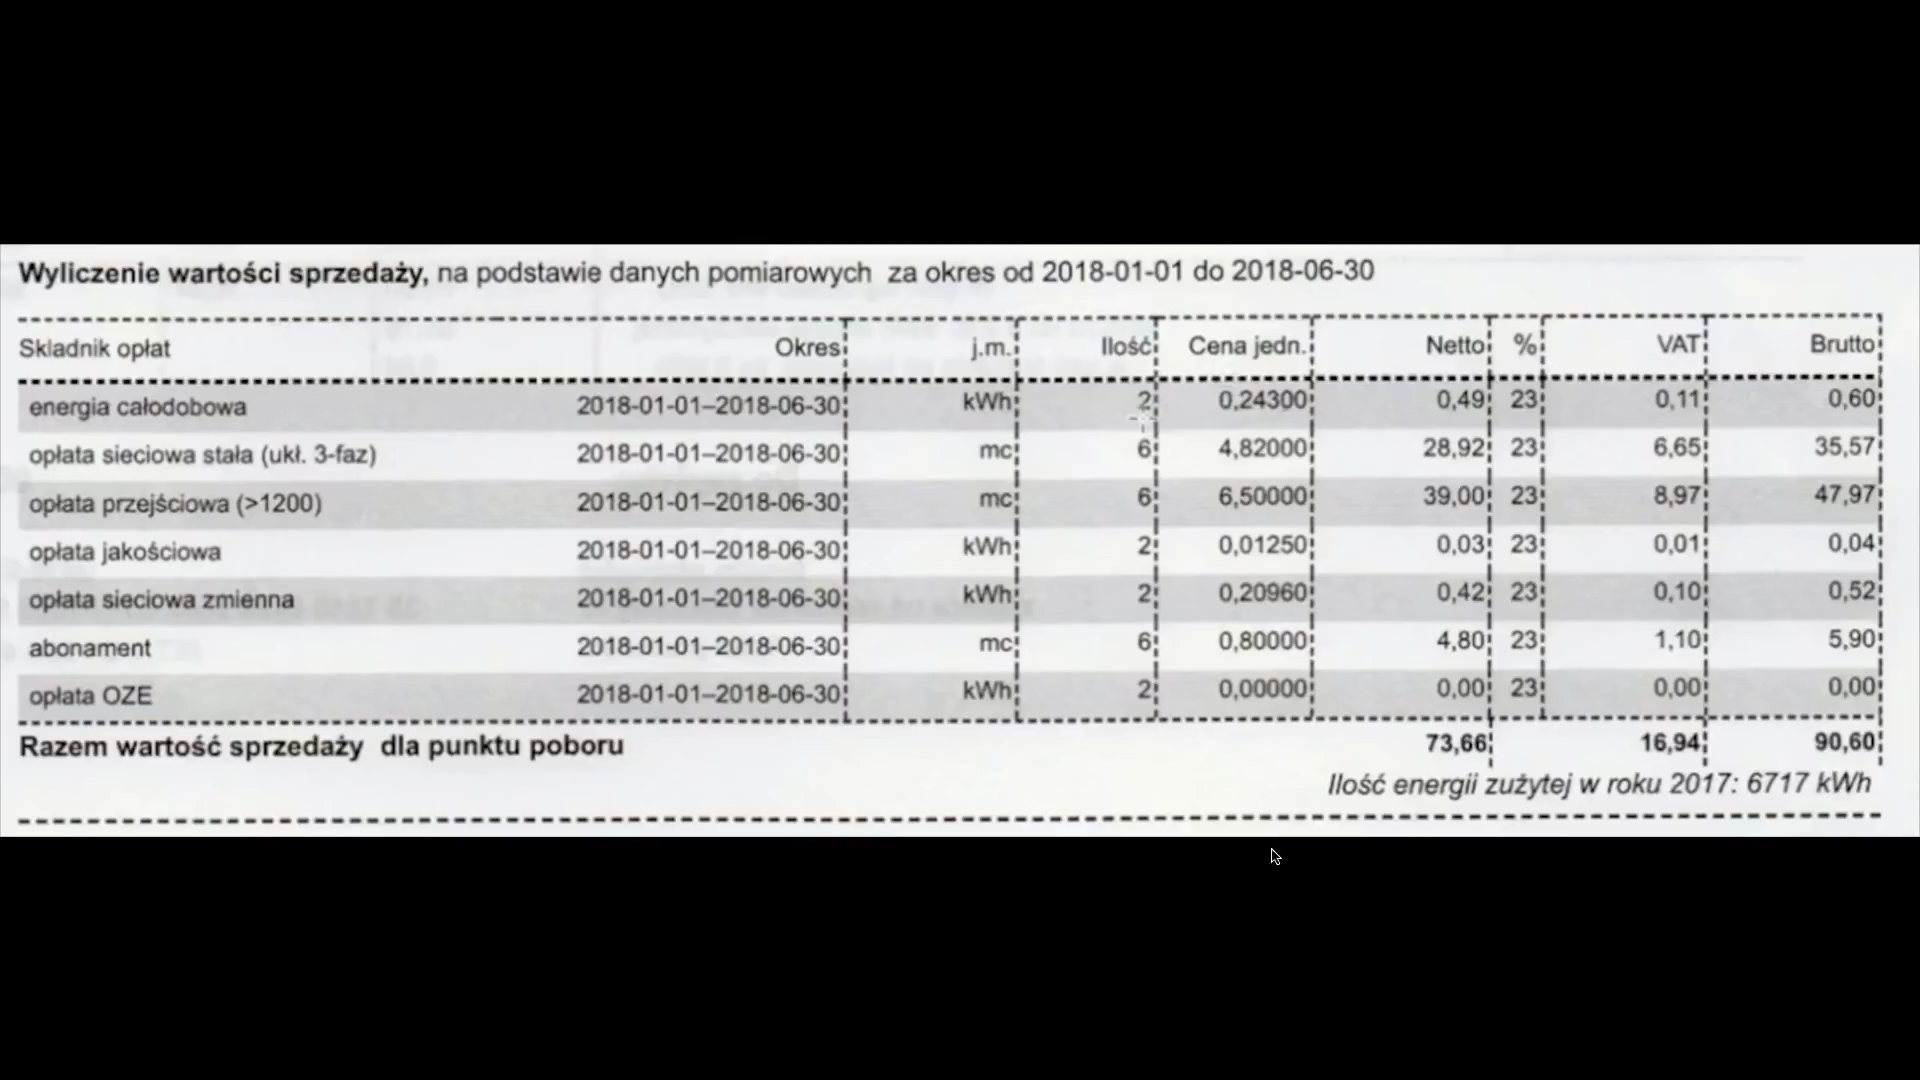 Wyliczenie wartości sprzedaży, na podstawie danych pomiarowych za okres od 2018-01-01 do 2018-06-30
Skladnik opłat Okres j.m. Ilość Cena jedn. Netto % VAT Brutto
energia całodobowa 2018-01-01–2018-06-30 kWh 2 0,24300 0,49 23 0,11 0,60
opłata sieciowa stała (ukł. 3-faz) 2018-01-01–2018-06-30 mc 6 4,82000 28,92 23 6,65 35,57
opłata przejściowa (>1200) 2018-01-01–2018-06-30 mc 6 6,50000 39,00 23 8,97 47,97
opłata jakościowa 2018-01-01–2018-06-30 kWh 2 0,01250 0,03 23 0,01 0,04
opłata sieciowa zmienna 2018-01-01–2018-06-30 kWh 2 0,20960 0,42 23 0,10 0,52
abonament 2018-01-01–2018-06-30 mc 6 0,80000 4,80 23 1,10 5,90
opłata OZE 2018-01-01–2018-06-30 kWh 2 0,00000 0,00 23 0,00 0,00
Razem wartość sprzedaży dla punktu poboru 73,66 16,94 90,60
Ilość energii zużytej w roku 2017: 6717 kWh